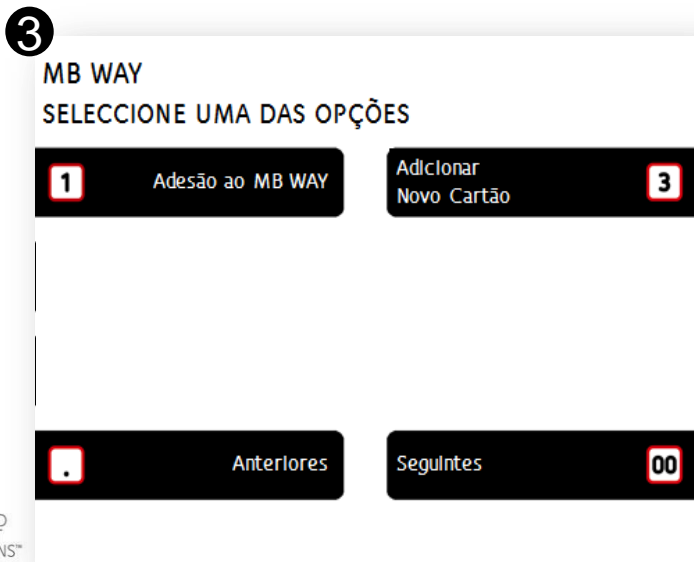 3
MB WAY
SELECCIONE UMA DAS OPÇÕES
1 Adesão ao MB WAY
Adicionar
Novo Cartão 3
. Anteriores
Seguintes 00
NS™